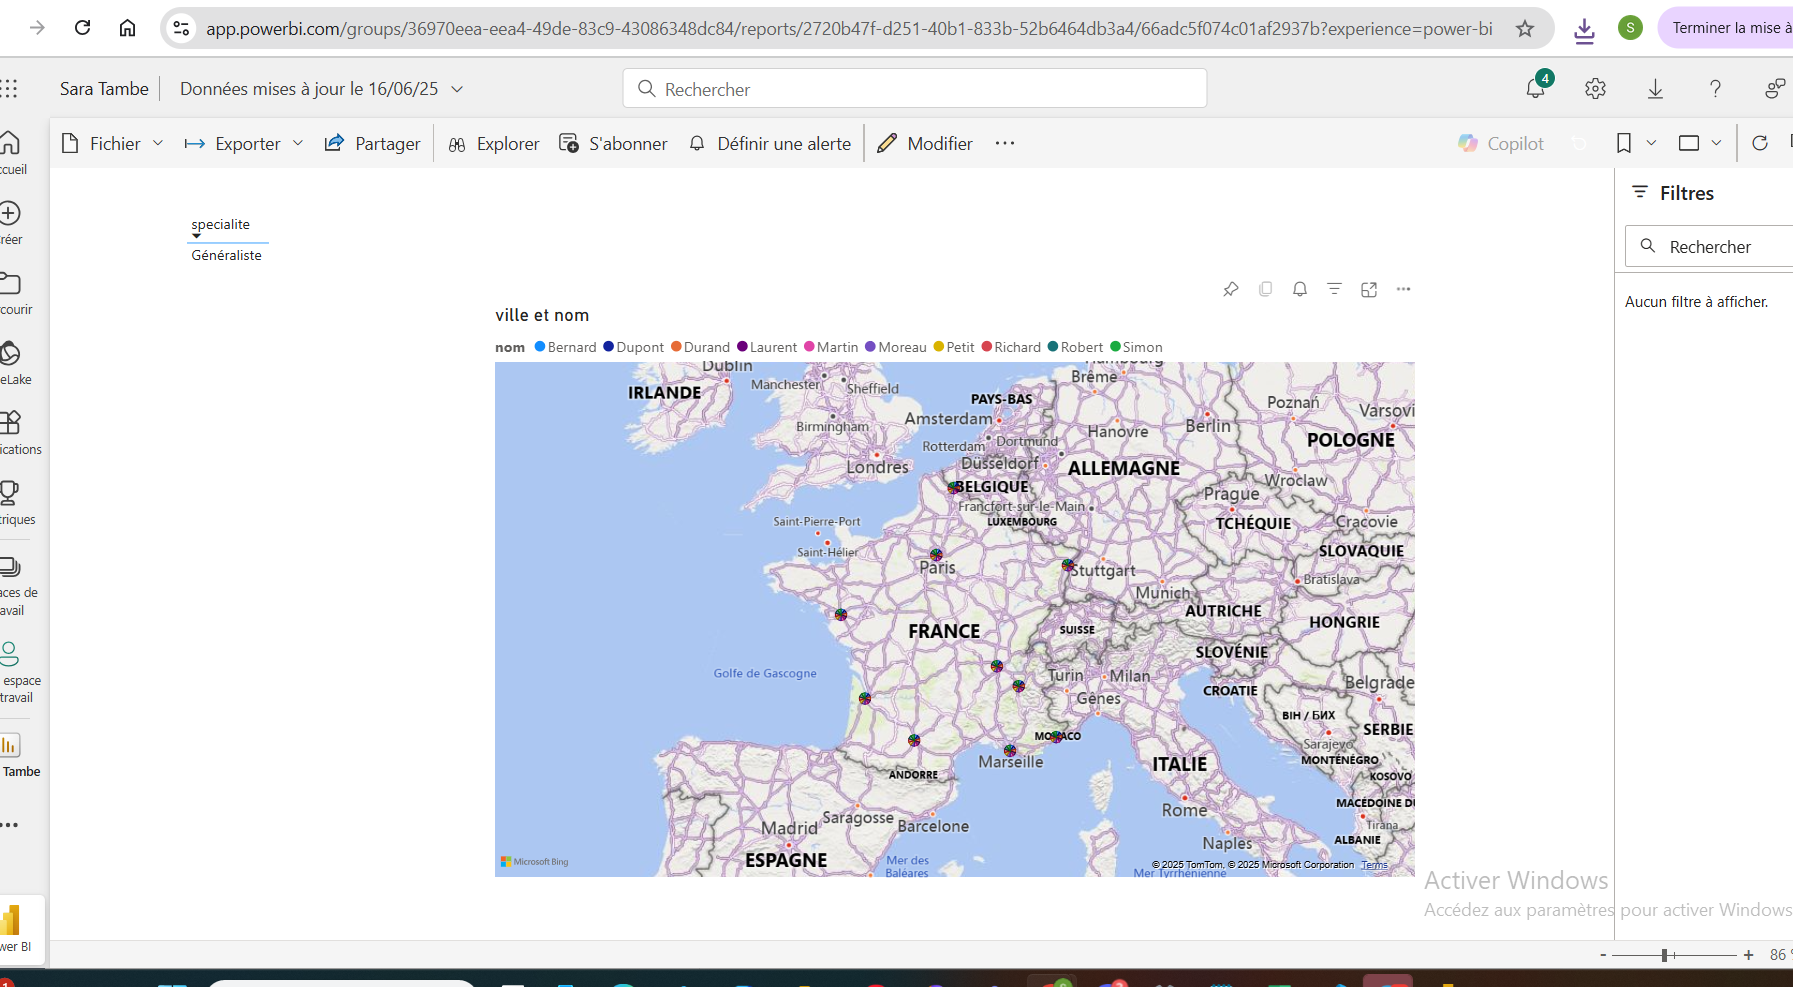 app.powerbi.com/groups/36970eea-eea4-49de-83c9-43086348dc84/reports/2720b47f-d251-40b1-833b-52b6464db3a4/66adc5f074c01af2937b?experience=power-bi
S
Terminer la mise à
Sara Tambe
Données mises à jour le 16/06/25
Rechercher
4
?
Fichier
Exporter
Partager
Explorer
S'abonner
Définir une alerte
Modifier
Copilot
ccueil
réer
courir
eLake
ications
triques
aces de
avail
espace
travail
Tambe
wer BI
specialite
Généraliste
ville et nom
nom Bernard Dupont Durand Laurent Martin Moreau Petit Richard Robert Simon
Dublin
IRLANDE
Manchester
Sheffield
Birmingham
Londres
PAYS-BAS
Amsterdam
Rotterdam
Dortmund
Düsseldorf
Hambourg
Brême
Hanovre
Berlin
Poznań
Varsovi
POLOGNE
ALLEMAGNE
Wroclaw
BELGIQUE
Francfort-sur-le-Main
LUXEMBOURG
Prague
TCHÉQUIE
Cracovie
SLOVAQUIE
Saint-Pierre-Port
Saint-Hélier
Paris
Stuttgart
Munich
Bratislava
AUTRICHE
HONGRIE
FRANCE
SUISSE
SLOVÉNIE
Golfe de Gascogne
Turin
Milan
CROATIE
Belgrade
Gênes
BIH / БИХ
SERBIE
MONACO
Sarajevo
Marseille
ITALIE
MONTENÉGRO
ANDORRE
KOSOVO
MACÉDOINE DU
Rome
Tirana
Madrid
Saragosse
Barcelone
Naples
ALBANIE
ESPAGNE
Mer des
Baléares
Mer Tyrrhénienne
Microsoft Bing
© 2025 TomTom, © 2025 Microsoft Corporation Terms
Filtres
Rechercher
Aucun filtre à afficher.
Activer Windows
Accédez aux paramètres pour activer Windows
- + 86 %